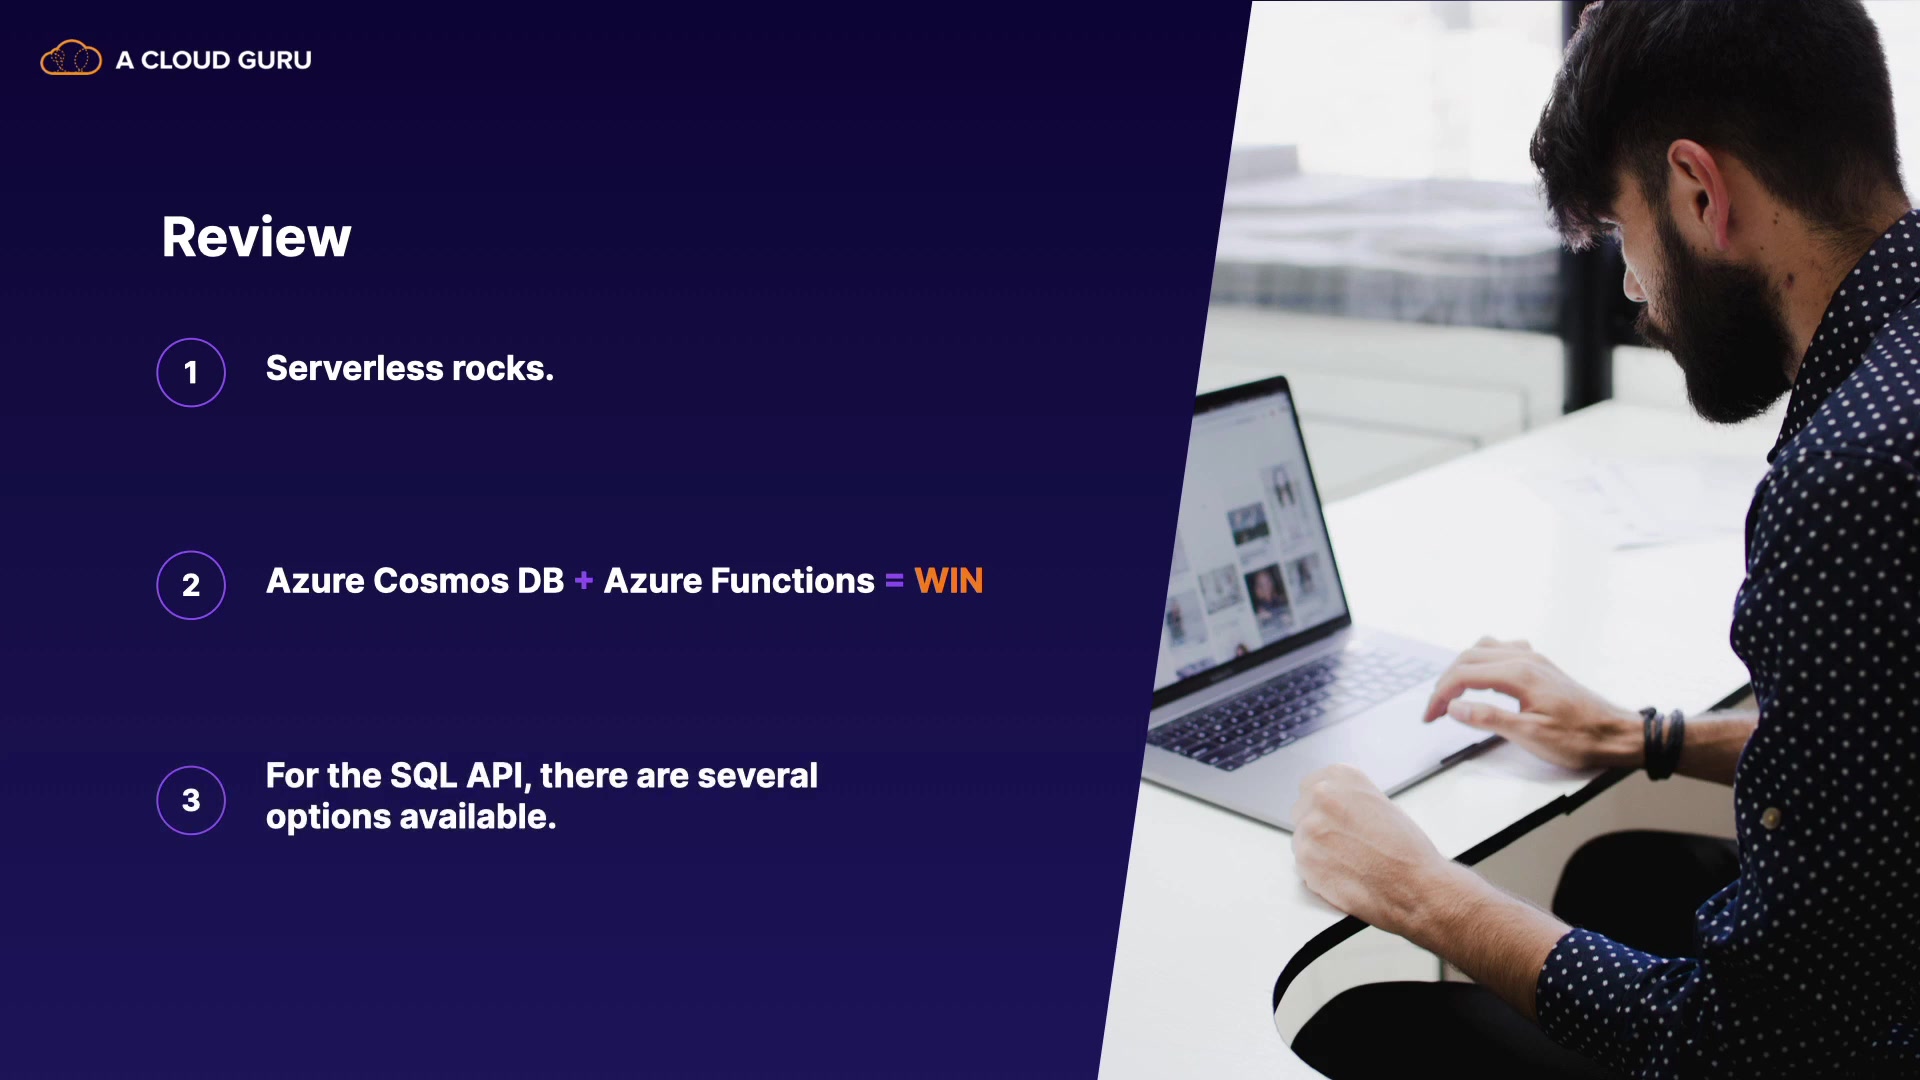 A CLOUD GURU
Review
1
Serverless rocks.
2
Azure Cosmos DB + Azure Functions = WIN
3
For the SQL API, there are several
options available.